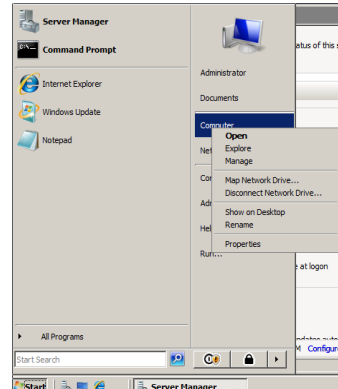 Server Manager
Command Prompt
Internet Explorer
Windows Update
Notepad
All Programs
Start Search
Administrator
Documents
Computer
Open
Explore
Manage
Map Network Drive...
Disconnect Network Drive...
Show on Desktop
Rename
Properties
Run...
atus of this s
e at logon
Configur
Start
Server Manager